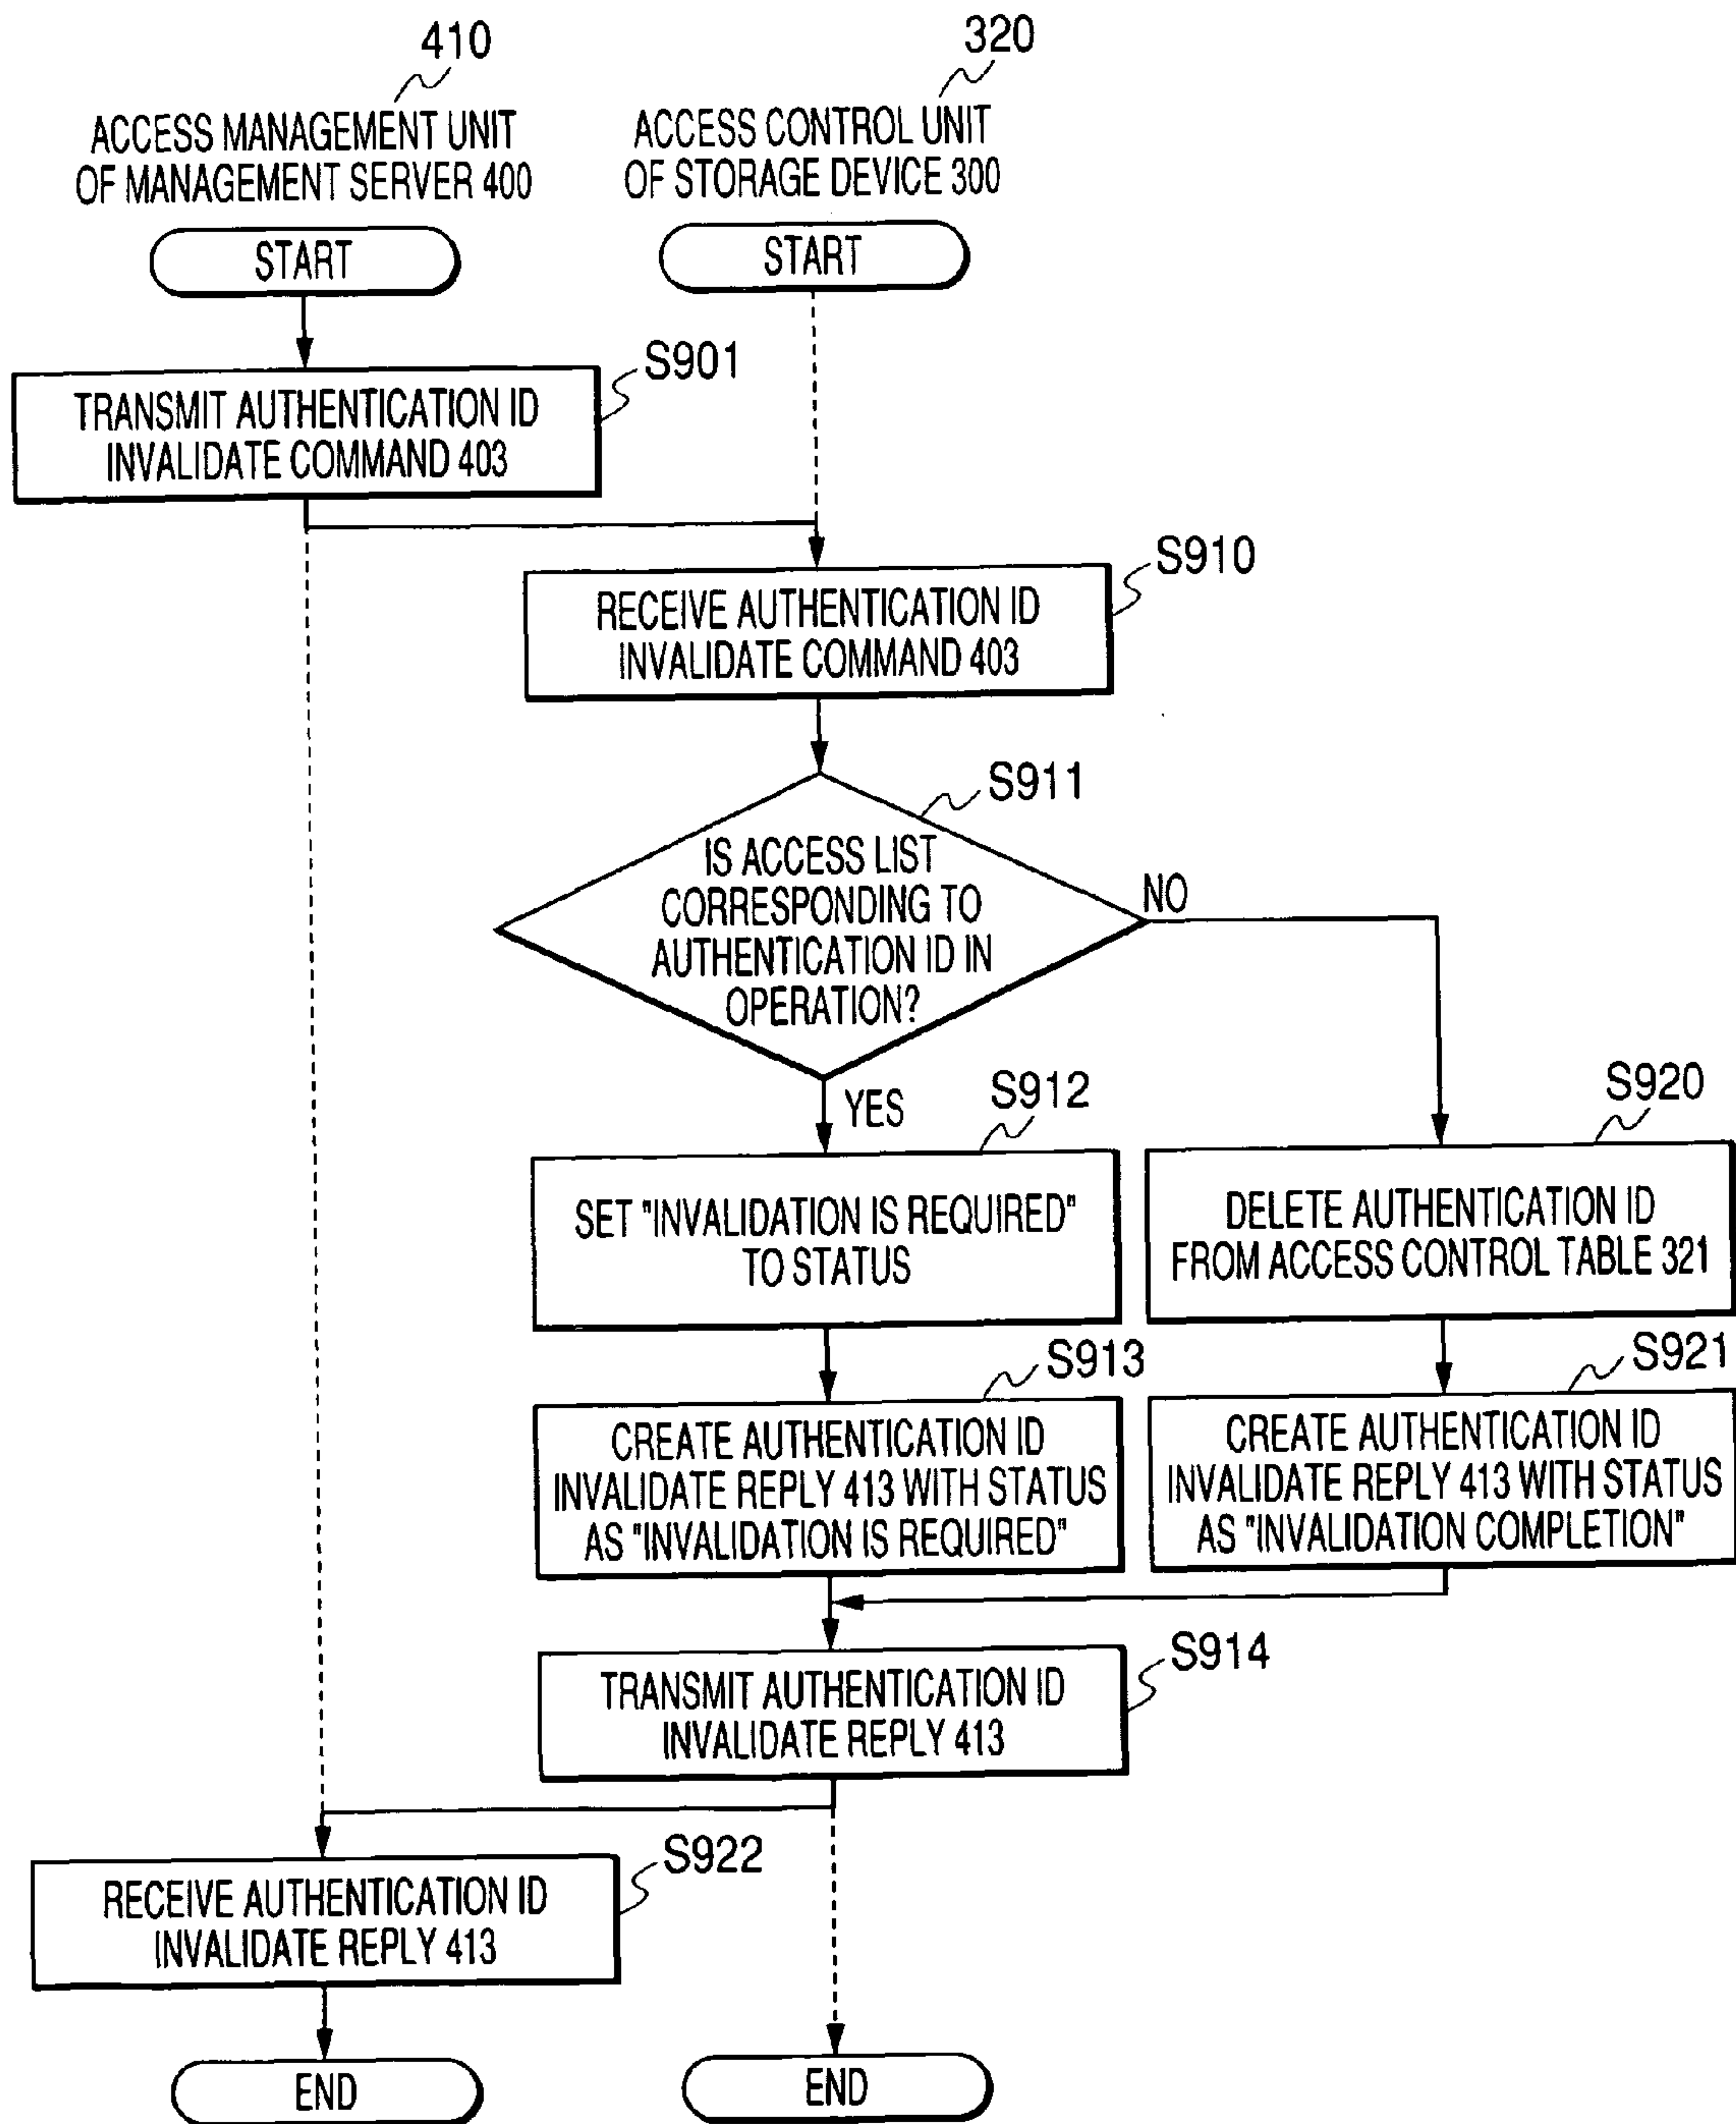 410
320
ACCESS MANAGEMENT UNIT
OF MANAGEMENT SERVER 400
ACCESS CONTROL UNIT
OF STORAGE DEVICE 300
START
START
S901
TRANSMIT AUTHENTICATION ID
INVALIDATE COMMAND 403
S910
RECEIVE AUTHENTICATION ID
INVALIDATE COMMAND 403
S911
IS ACCESS LIST
CORRESPONDING TO
AUTHENTICATION ID IN
OPERATION?
NO
YES
S912
SET "INVALIDATION IS REQUIRED"
TO STATUS
S920
DELETE AUTHENTICATION ID
FROM ACCESS CONTROL TABLE 321
S913
CREATE AUTHENTICATION ID
INVALIDATE REPLY 413 WITH STATUS
AS "INVALIDATION IS REQUIRED"
S921
CREATE AUTHENTICATION ID
INVALIDATE REPLY 413 WITH STATUS
AS "INVALIDATION COMPLETION"
S914
TRANSMIT AUTHENTICATION ID
INVALIDATE REPLY 413
S922
RECEIVE AUTHENTICATION ID
INVALIDATE REPLY 413
END
END